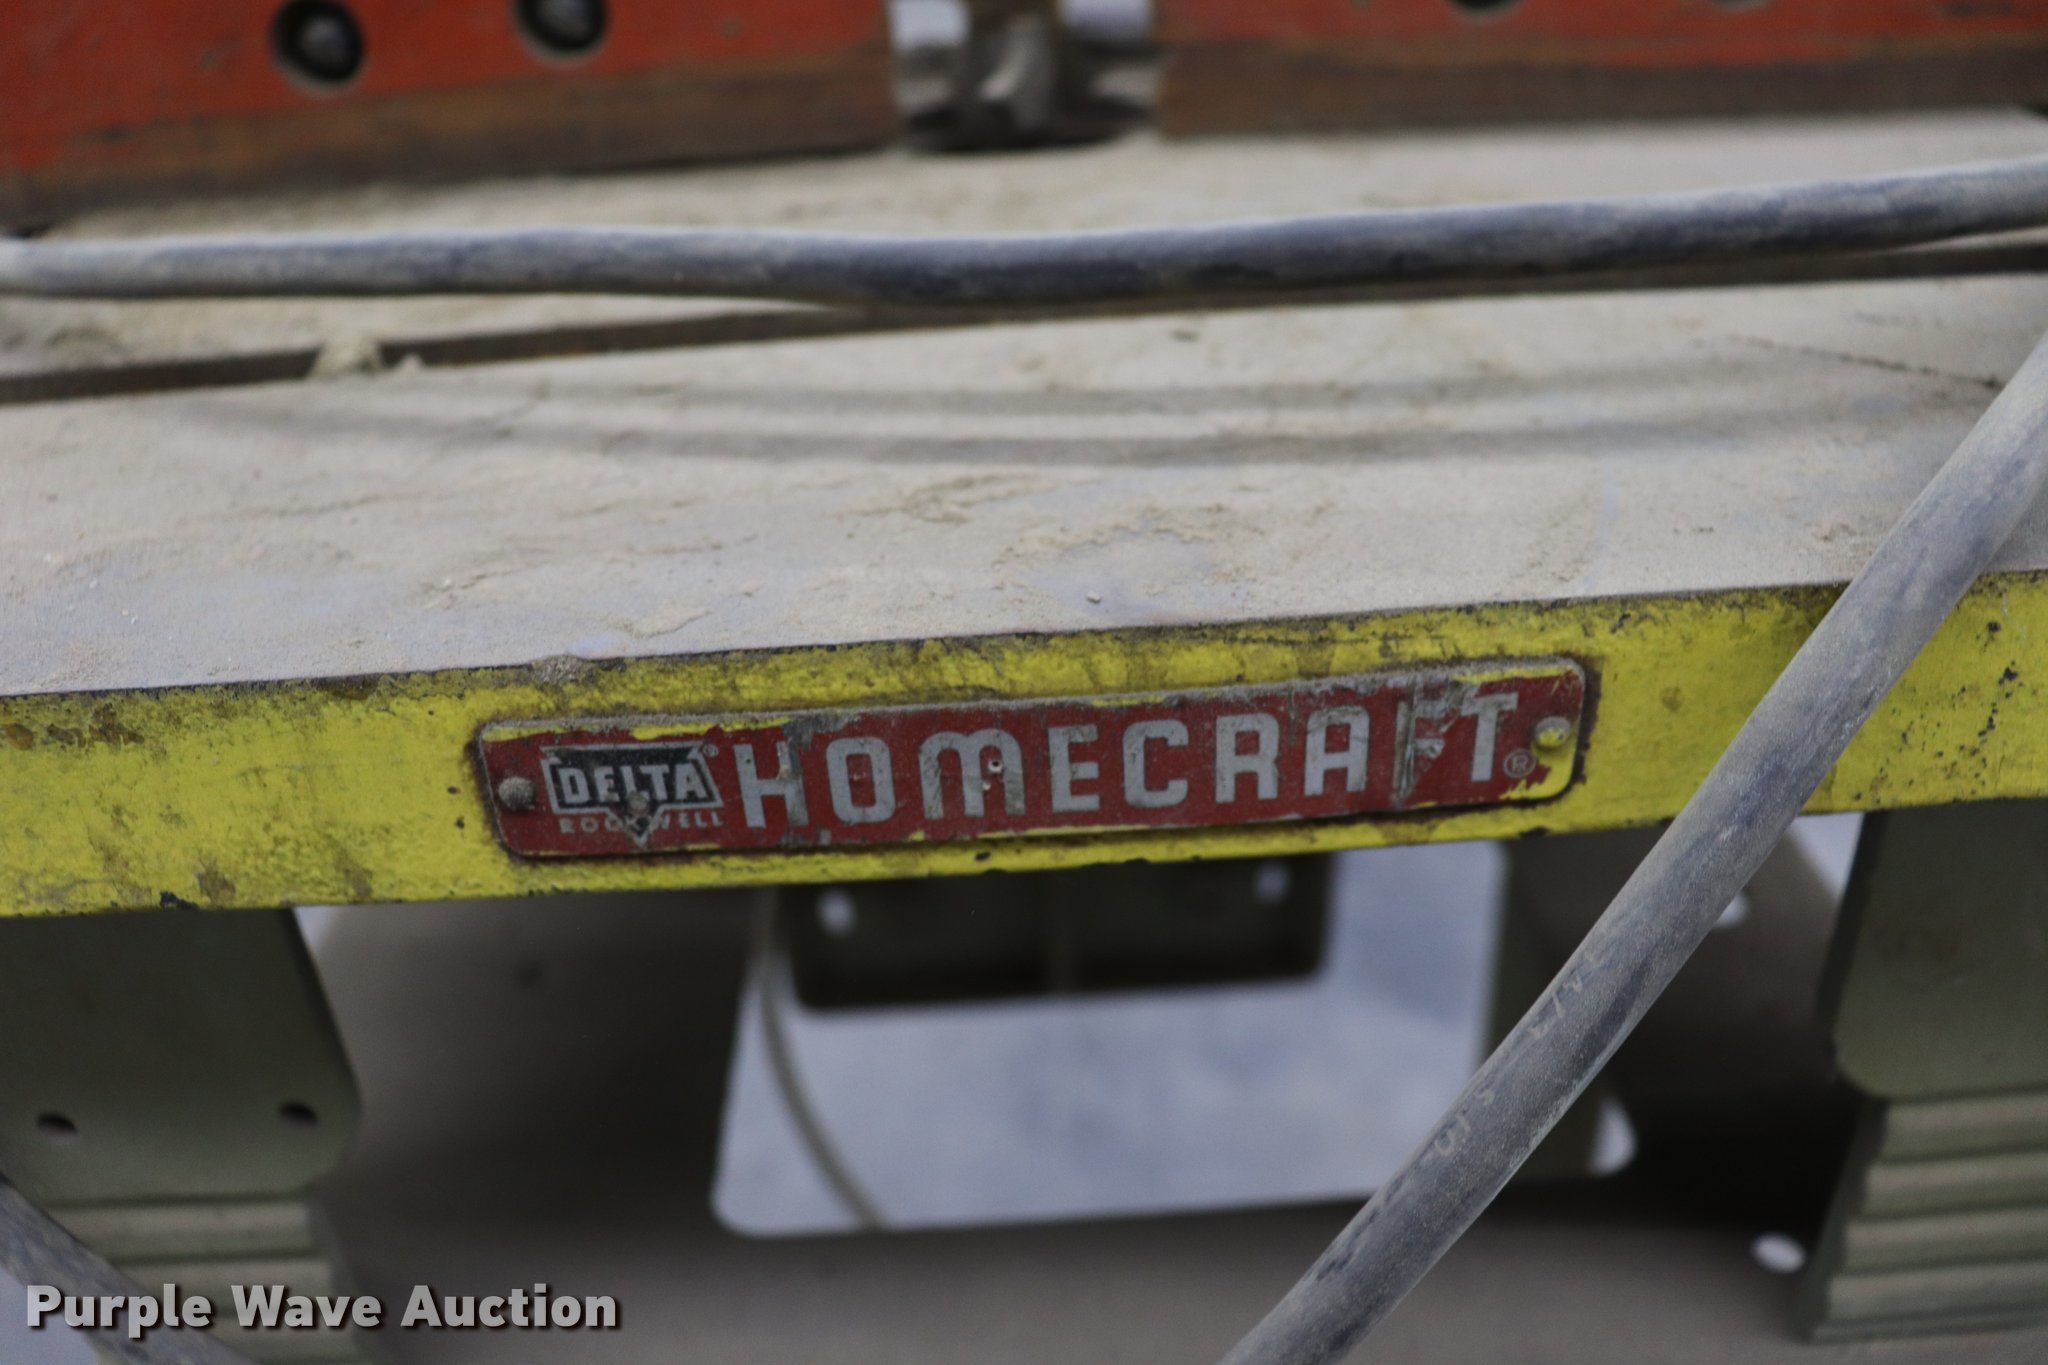 DELTA®
ROCKWELL
HOMECRAFT®
Purple Wave Auction